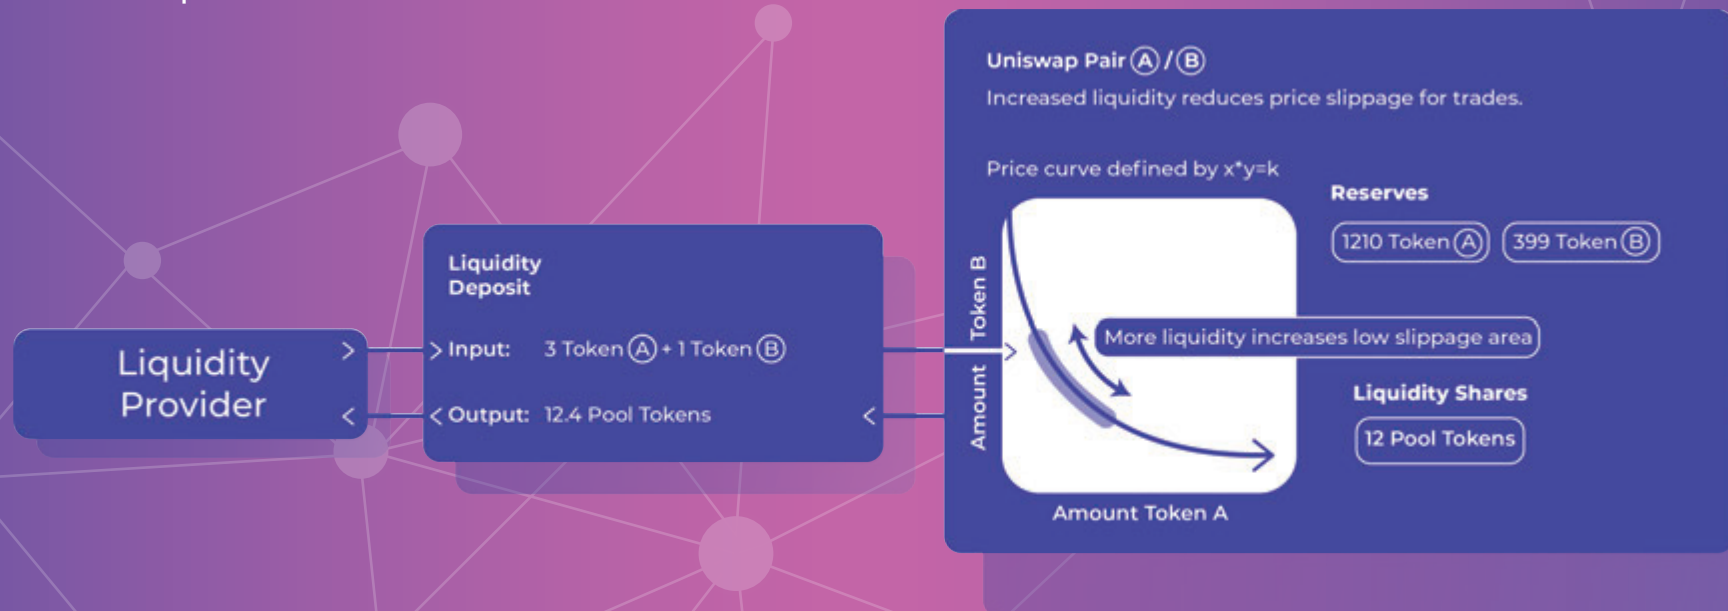 Liquidity
Provider
Liquidity
Deposit
Input: 3 Token A + 1 Token B
Output: 12.4 Pool Tokens
Uniswap Pair A / B
Increased liquidity reduces price slippage for trades.
Price curve defined by x*y=k
Amount Token B
Amount Token A
More liquidity increases low slippage area
Reserves
1210 Token A 399 Token B
Liquidity Shares
12 Pool Tokens